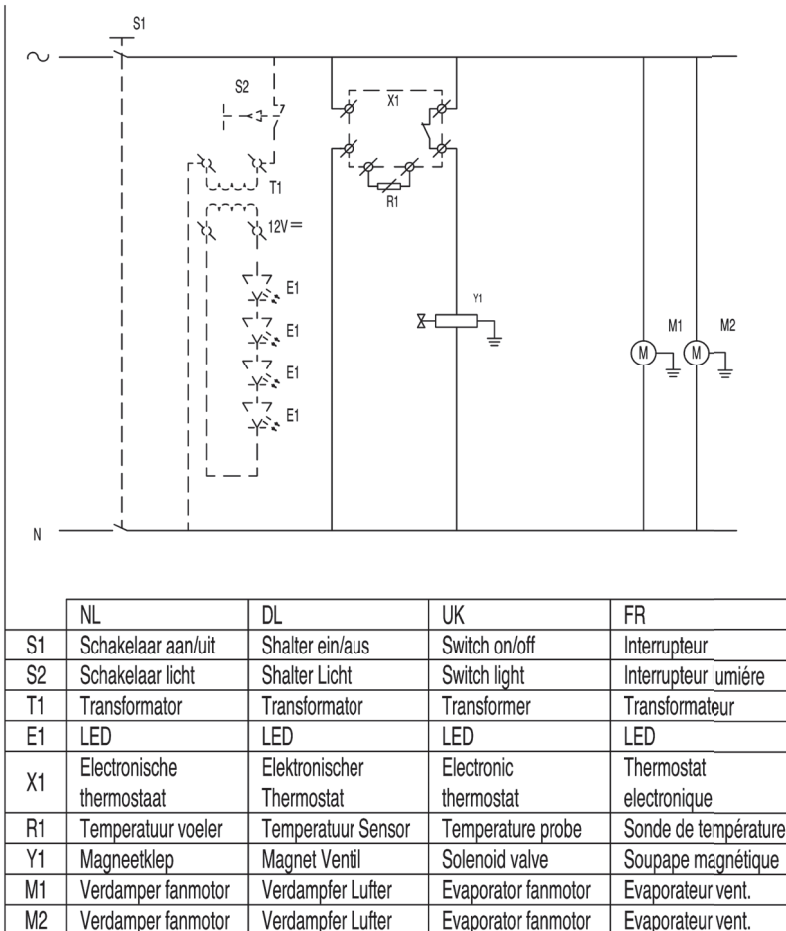 S1
~
S2
X1
T1
R1
12V =
E1
Y1
E1
M1
M2
E1
M
M
E1
N
NL DL UK FR
S1 Schakelaar aan/uit Shalter ein/aus Switch on/off Interrupteur
S2 Schakelaar licht Shalter Licht Switch light Interrupteur umiére
T1 Transformator Transformator Transformer Transformateur
E1 LED LED LED LED
X1 Electronische Elektronischer Electronic Thermostat
thermostaat Thermostat thermostat electronique
R1 Temperatuur voeler Temperatuur Sensor Temperature probe Sonde de température
Y1 Magneetklep Magnet Ventil Solenoid valve Soupape magnétique
M1 Verdamper fanmotor Verdampfer Lufter Evaporator fanmotor Evaporateur vent.
M2 Verdamper fanmotor Verdampfer Lufter Evaporator fanmotor Evaporateur vent.